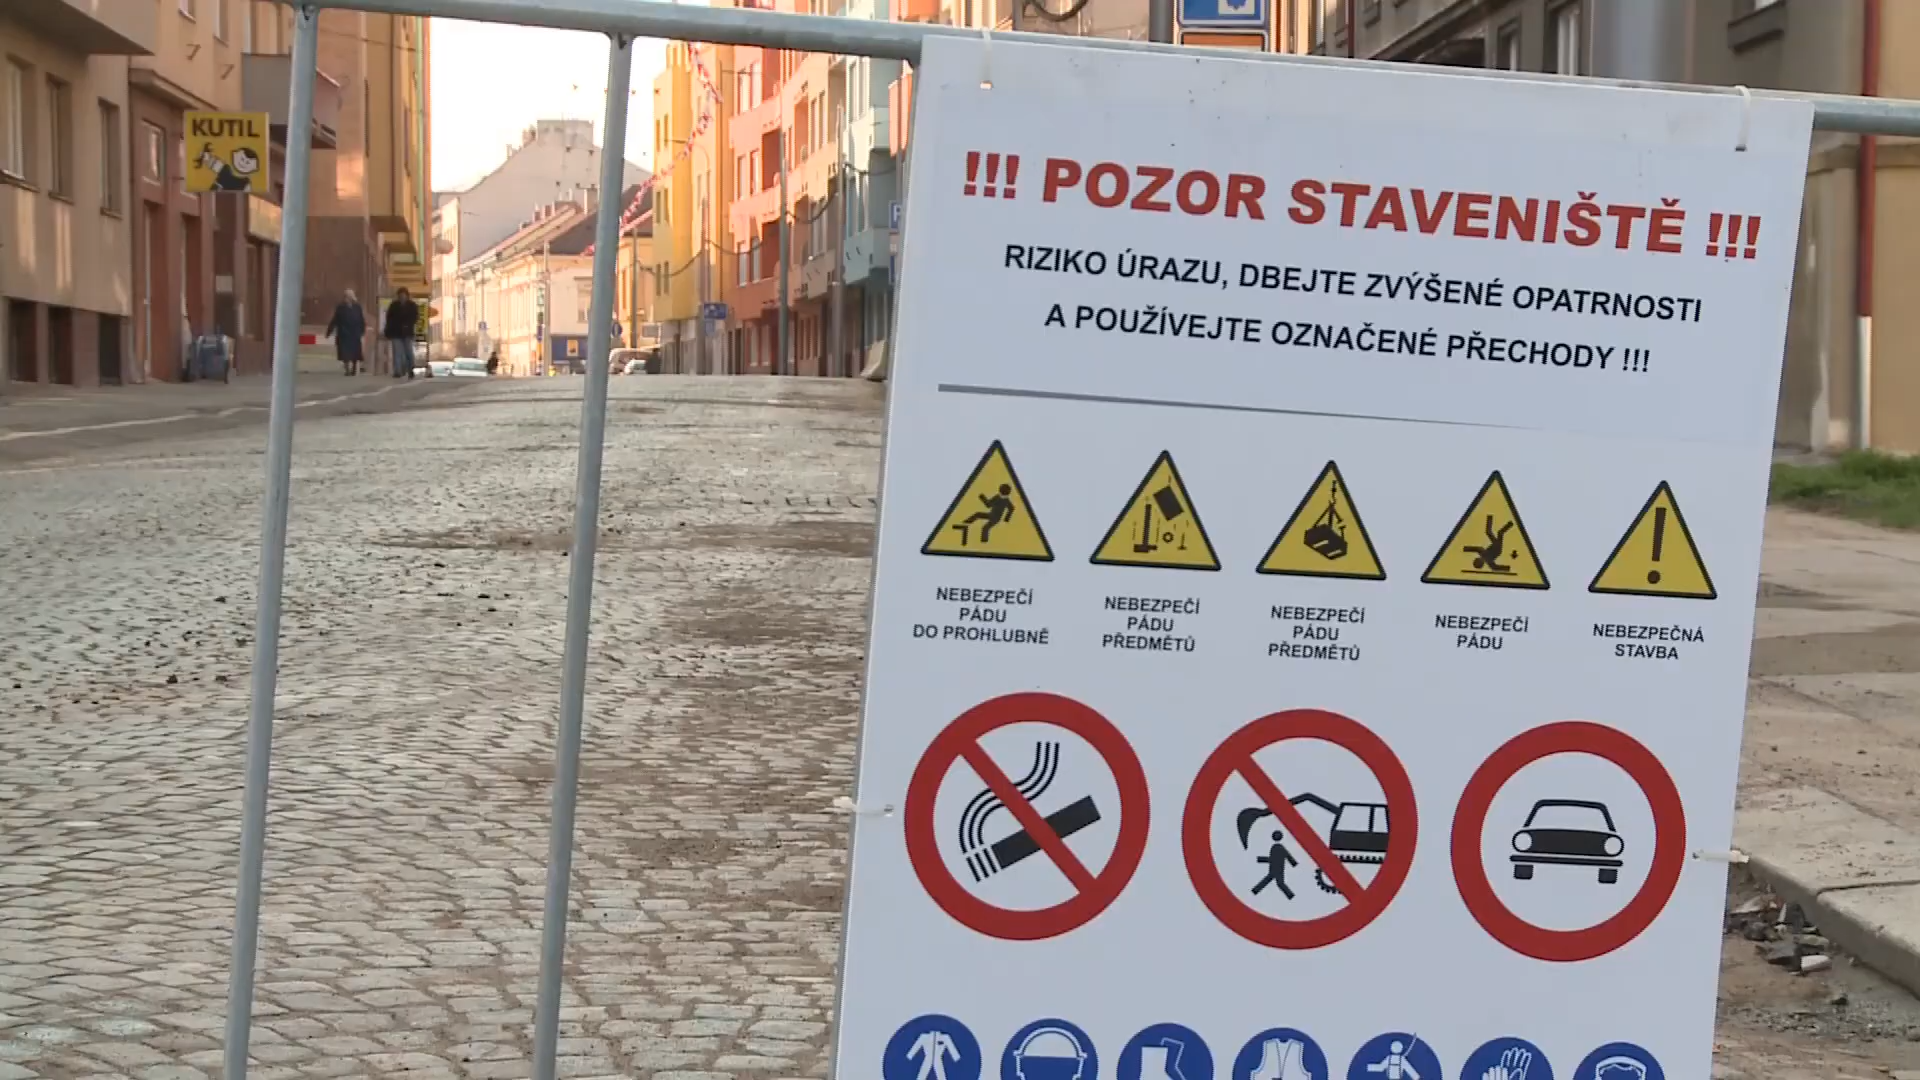 KUTIL
!!! POZOR STAVENIŠTĚ !!!
RIZIKO ÚRAZU, DBEJTE ZVÝŠENÉ OPATRNOSTI
A POUŽÍVEJTE OZNAČENÉ PŘECHODY !!!
NEBEZPEČÍ
PÁDU
DO PROHLUBNĚ
NEBEZPEČÍ
PÁDU
PŘEDMĚTŮ
NEBEZPEČÍ
PÁDU
PŘEDMĚTŮ
NEBEZPEČÍ
PÁDU
NEBEZPEČNÁ
STAVBA